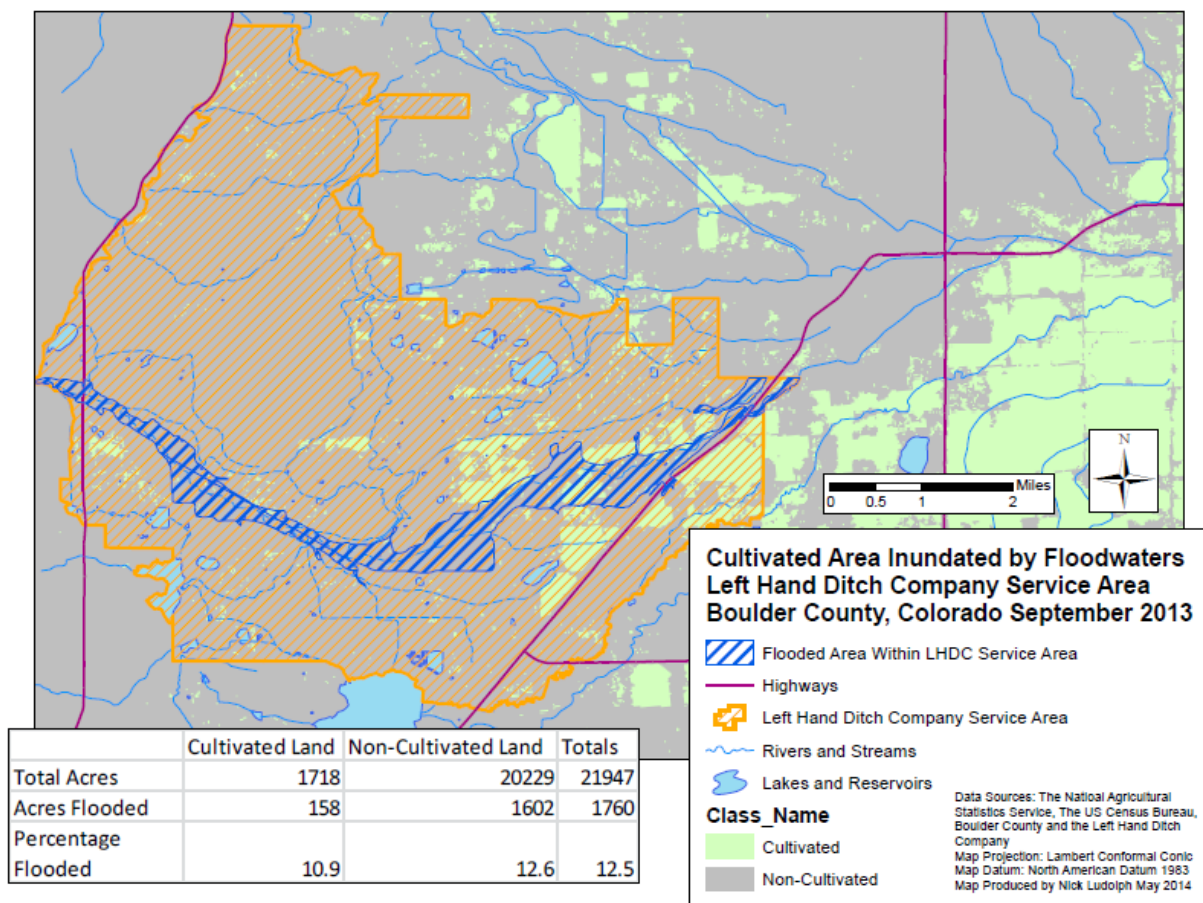 N
Miles
0 0.5 1 2
Cultivated Area Inundated by Floodwaters
Left Hand Ditch Company Service Area
Boulder County, Colorado September 2013
Flooded Area Within LHDC Service Area
Highways
Left Hand Ditch Company Service Area
Rivers and Streams
Lakes and Reservoirs
Class_Name
Cultivated
Non-Cultivated
Data Sources: The Natioal Agricultural
Statistics Service, The US Census Bureau,
Boulder County and the Left Hand Ditch
Company
Map Projection: Lambert Conformal Conic
Map Datum: North American Datum 1983
Map Produced by Nick Ludolph May 2014
Cultivated Land Non-Cultivated Land Totals
Total Acres 1718 20229 21947
Acres Flooded 158 1602 1760
Percentage
Flooded 10.9 12.6 12.5